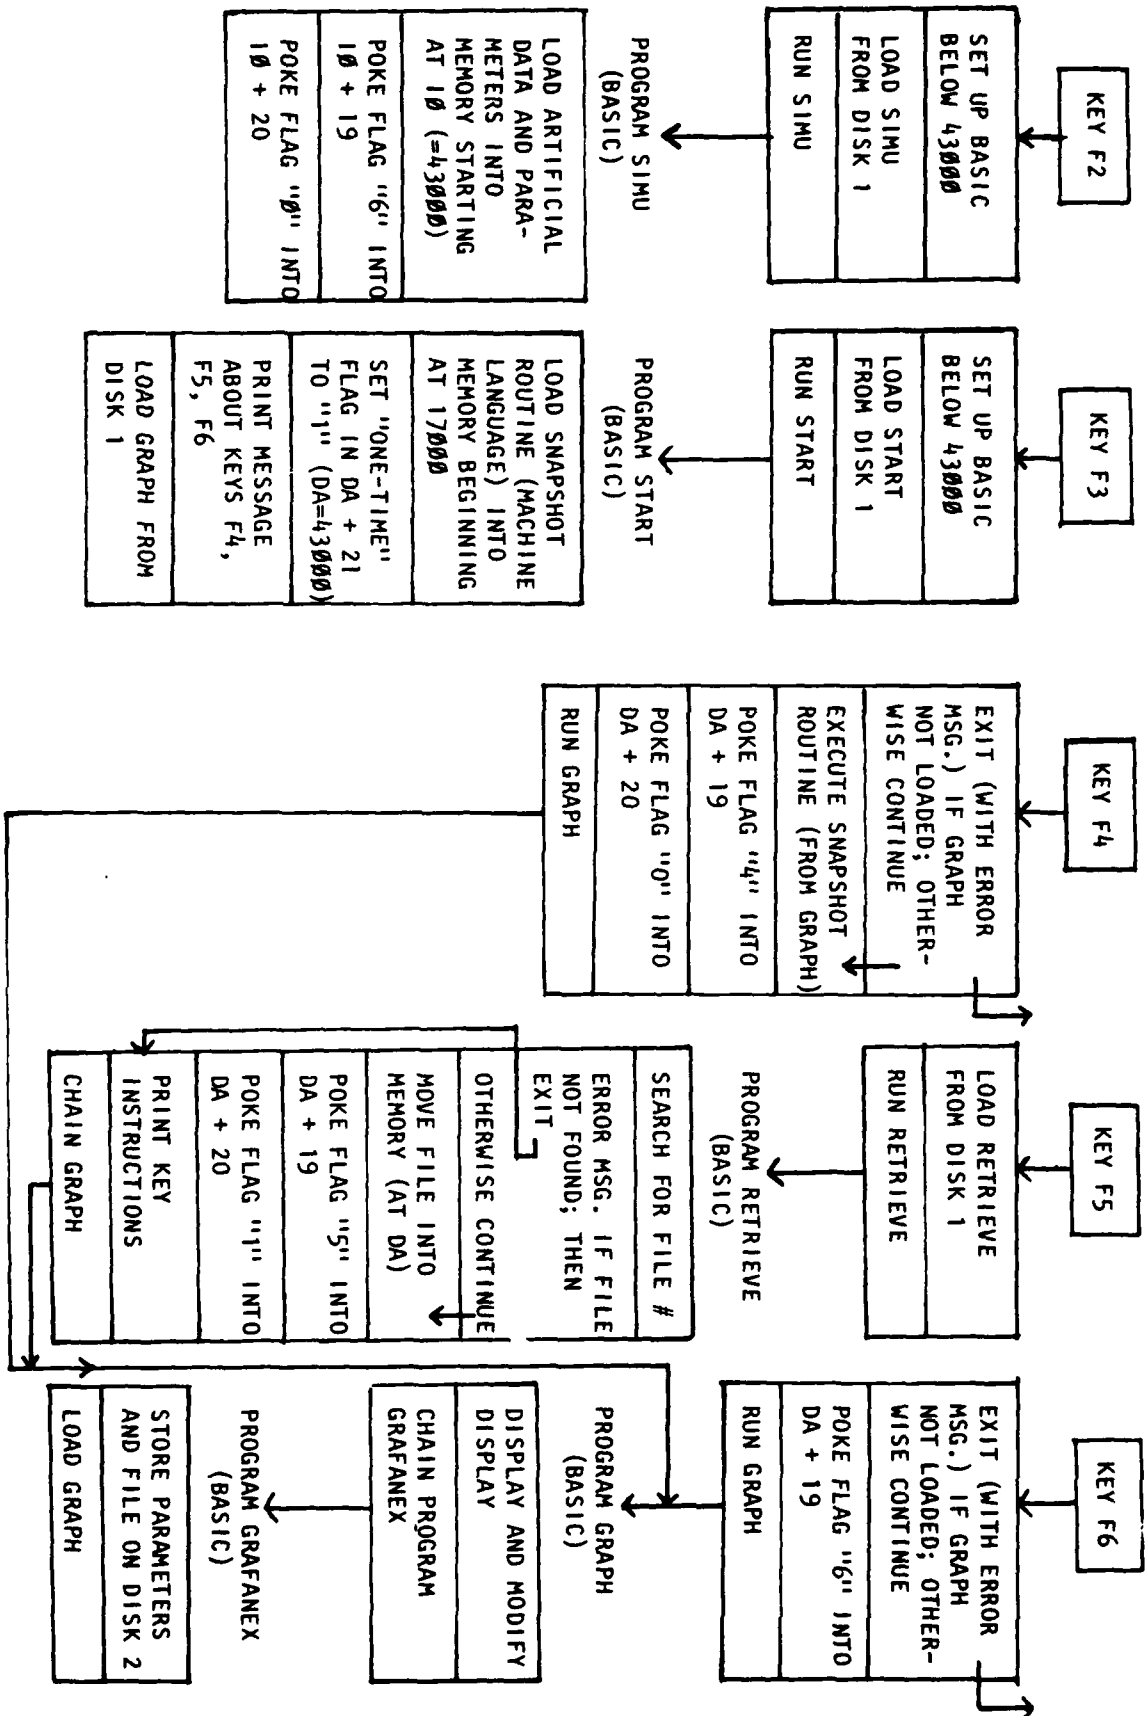 KEY F2
SET UP BASIC
BELOW 43ØØØ
LOAD SIMU
FROM DISK 1
RUN SIMU
PROGRAM SIMU
(BASIC)
LOAD ARTIFICIAL
DATA AND PARA-
METERS INTO
MEMORY STARTING
AT 1Ø (=43ØØØ)
POKE FLAG "6" INTO
1Ø + 19
POKE FLAG "Ø" INTO
1Ø + 20
KEY F3
SET UP BASIC
BELOW 43ØØØ
LOAD START
FROM DISK 1
RUN START
PROGRAM START
(BASIC)
LOAD SNAPSHOT
ROUTINE (MACHINE
LANGUAGE) INTO
MEMORY BEGINNING
AT 17ØØØ
SET "ONE-TIME"
FLAG IN DA + 21
TO "1" (DA=43ØØØ)
PRINT MESSAGE
ABOUT KEYS F4,
F5, F6
LOAD GRAPH FROM
DISK 1
KEY F4
EXIT (WITH ERROR
MSG.) IF GRAPH
NOT LOADED; OTHER-
WISE CONTINUE
EXECUTE SNAPSHOT
ROUTINE (FROM GRAPH)
POKE FLAG "4" INTO
DA + 19
POKE FLAG "0" INTO
DA + 20
RUN GRAPH
KEY F5
LOAD RETRIEVE
FROM DISK 1
RUN RETRIEVE
PROGRAM RETRIEVE
(BASIC)
SEARCH FOR FILE #
ERROR MSG. IF FILE
NOT FOUND; THEN
EXIT
OTHERWISE CONTINUE
MOVE FILE INTO
MEMORY (AT DA)
POKE FLAG "5" INTO
DA + 19
POKE FLAG "1" INTO
DA + 20
PRINT KEY
INSTRUCTIONS
CHAIN GRAPH
KEY F6
EXIT (WITH ERROR
MSG.) IF GRAPH
NOT LOADED; OTHER-
WISE CONTINUE
POKE FLAG "6" INTO
DA + 19
RUN GRAPH
PROGRAM GRAPH
(BASIC)
DISPLAY AND MODIFY
DISPLAY
CHAIN PROGRAM
GRAFANEX
PROGRAM GRAFANEX
(BASIC)
STORE PARAMETERS
AND FILE ON DISK 2
LOAD GRAPH